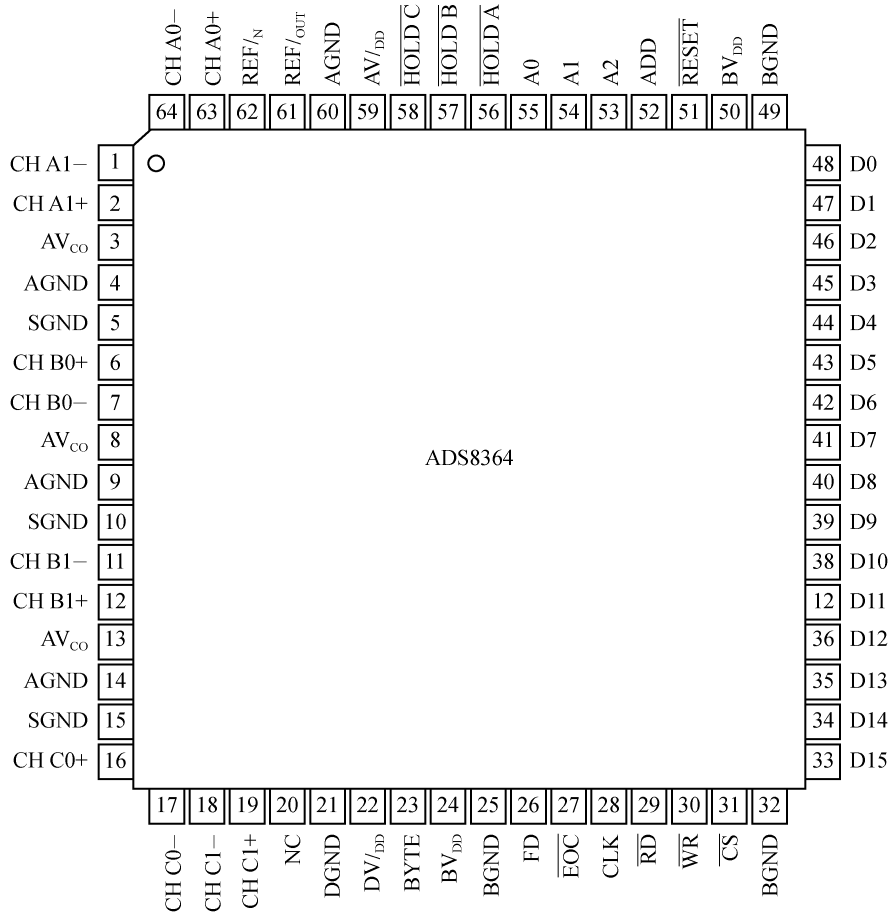 CH A0−
CH A0+
REF/N
REF/OUT
AGND
AV/DD
HOLD C
HOLD B
HOLD A
A0
A1
A2
ADD
RESET
BVDD
BGND
64 63 62 61 60 59 58 57 56 55 54 53 52 51 50 49
CH A1− 1
CH A1+ 2
AVCO 3
AGND 4
SGND 5
CH B0+ 6
CH B0− 7
AVCO 8
AGND 9
SGND 10
CH B1− 11
CH B1+ 12
AVCO 13
AGND 14
SGND 15
CH C0+ 16
ADS8364
48 D0
47 D1
46 D2
45 D3
44 D4
43 D5
42 D6
41 D7
40 D8
39 D9
38 D10
12 D11
36 D12
35 D13
34 D14
33 D15
17 18 19 20 21 22 23 24 25 26 27 28 29 30 31 32
CH C0−
CH C1−
CH C1+
NC
DGND
DV/DD
BYTE
BVDD
BGND
FD
EOC
CLK
RD
WR
CS
BGND